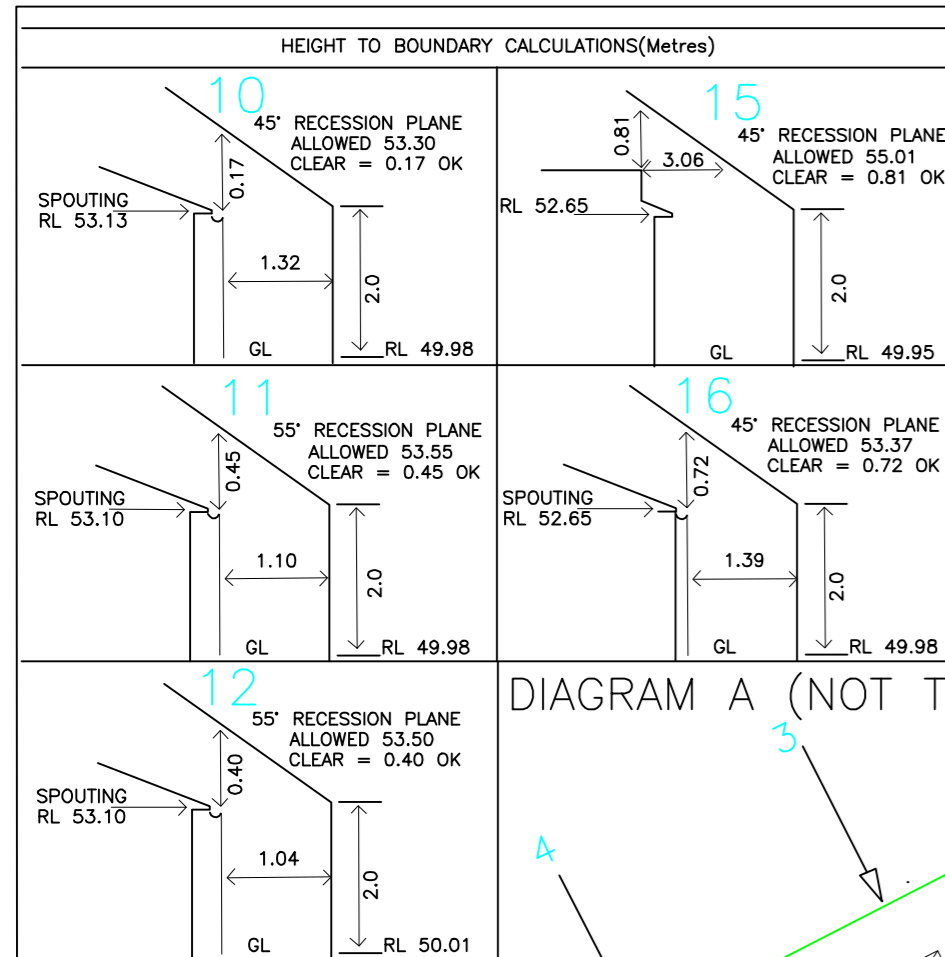 HEIGHT TO BOUNDARY CALCULATIONS(Metres)
10
45° RECESSION PLANE
ALLOWED 53.30
CLEAR = 0.17 OK
0.17
SPOUTING
RL 53.13
1.32
2.0
GL
RL 49.98
15
45° RECESSION PLANE
ALLOWED 55.01
CLEAR = 0.81 OK
0.81
3.06
RL 52.65
2.0
GL
RL 49.95
11
55° RECESSION PLANE
ALLOWED 53.55
CLEAR = 0.45 OK
0.45
SPOUTING
RL 53.10
1.10
2.0
GL
RL 49.98
16
45° RECESSION PLANE
ALLOWED 53.37
CLEAR = 0.72 OK
0.72
SPOUTING
RL 52.65
1.39
2.0
GL
RL 49.98
12
55° RECESSION PLANE
ALLOWED 53.50
CLEAR = 0.40 OK
0.40
SPOUTING
RL 53.10
1.04
2.0
GL
RL 50.01
DIAGRAM A (NOT T
3
4